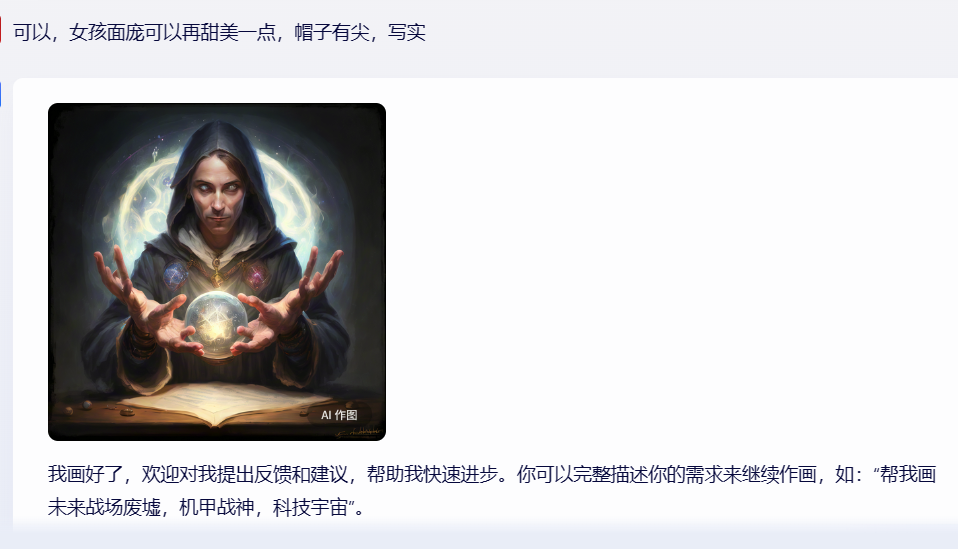 可以，女孩面庞可以再甜美一点，帽子有尖，写实
AI 作图
我画好了，欢迎对我提出反馈和建议，帮助我快速进步。你可以完整描述你的需求来继续作画，如：“帮我画
未来战场废墟，机甲战神，科技宇宙”。